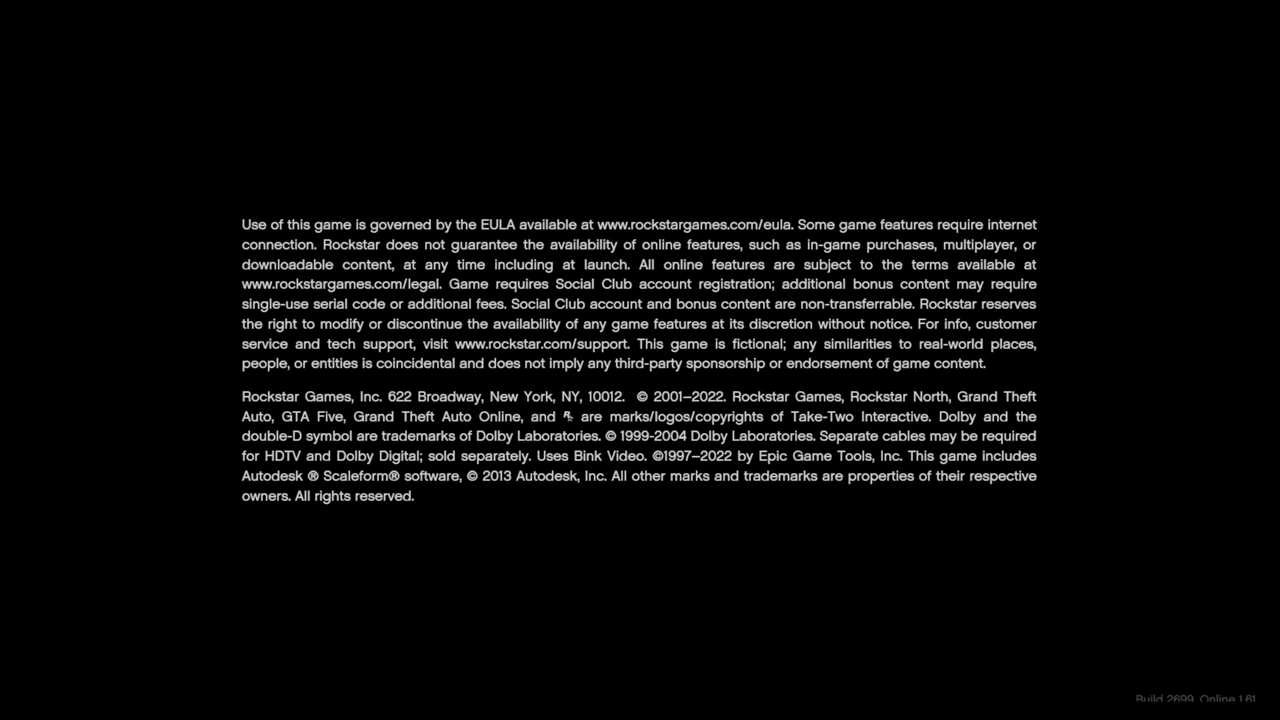 Use of this game is governed by the EULA available at www.rockstargames.com/eula. Some game features require internet
connection. Rockstar does not guarantee the availability of online features, such as in-game purchases, multiplayer, or
downloadable content, at any time including at launch. All online features are subject to the terms available at
www.rockstargames.com/legal. Game requires Social Club account registration; additional bonus content may require
single-use serial code or additional fees. Social Club account and bonus content are non-transferrable. Rockstar reserves
the right to modify or discontinue the availability of any game features at its discretion without notice. For info, customer
service and tech support, visit www.rockstar.com/support. This game is fictional; any similarities to real-world places,
people, or entities is coincidental and does not imply any third-party sponsorship or endorsement of game content.
Rockstar Games, Inc. 622 Broadway, New York, NY, 10012. © 2001–2022. Rockstar Games, Rockstar North, Grand Theft
Auto, GTA Five, Grand Theft Auto Online, and R* are marks/logos/copyrights of Take-Two Interactive. Dolby and the
double-D symbol are trademarks of Dolby Laboratories. © 1999-2004 Dolby Laboratories. Separate cables may be required
for HDTV and Dolby Digital; sold separately. Uses Bink Video. ©1997–2022 by Epic Game Tools, Inc. This game includes
Autodesk ® Scaleform® software, © 2013 Autodesk, Inc. All other marks and trademarks are properties of their respective
owners. All rights reserved.
Build 2699, Online 1.61